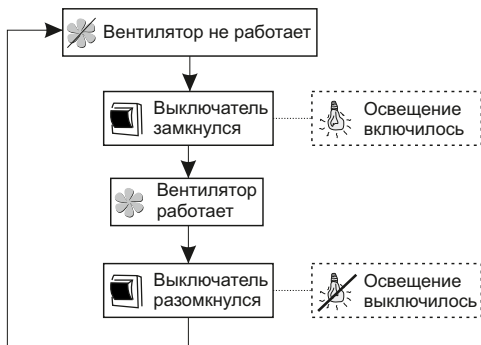 Вентилятор не работает
Выключатель
замкнулся
Освещение
включилось
Вентилятор
работает
Выключатель
разомкнулся
Освещение
выключилось